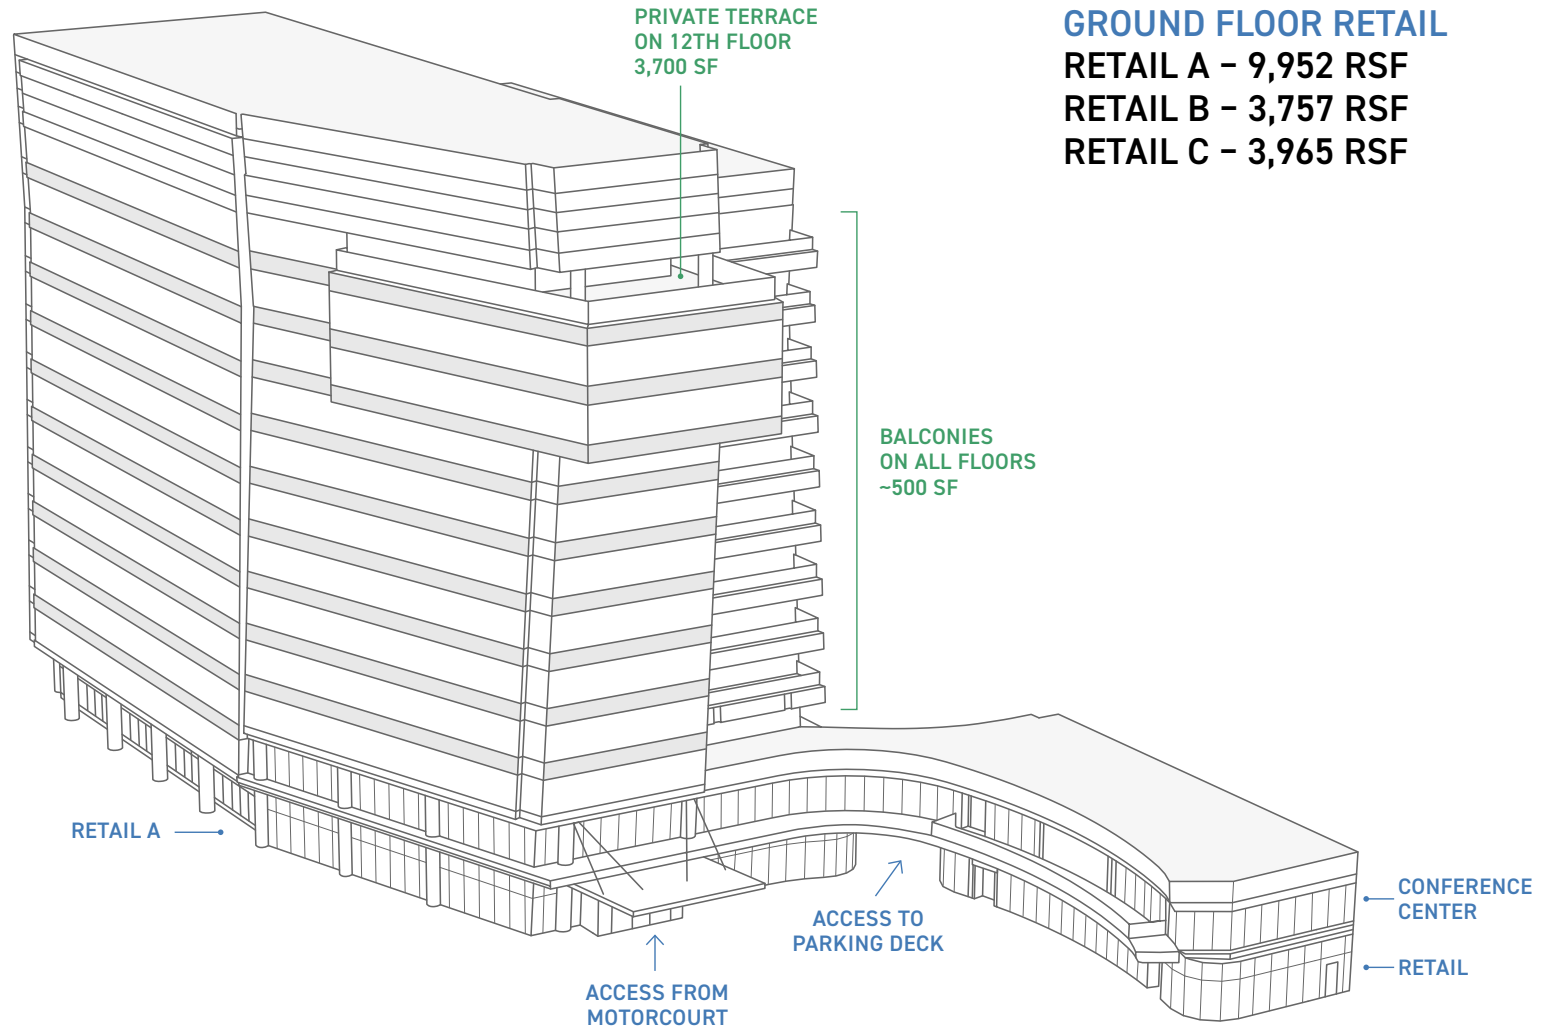 PRIVATE TERRACE
ON 12TH FLOOR
3,700 SF
GROUND FLOOR RETAIL
RETAIL A – 9,952 RSF
RETAIL B – 3,757 RSF
RETAIL C – 3,965 RSF
BALCONIES
ON ALL FLOORS
~500 SF
RETAIL A
ACCESS TO
PARKING DECK
ACCESS FROM
MOTORCOURT
CONFERENCE
CENTER
RETAIL